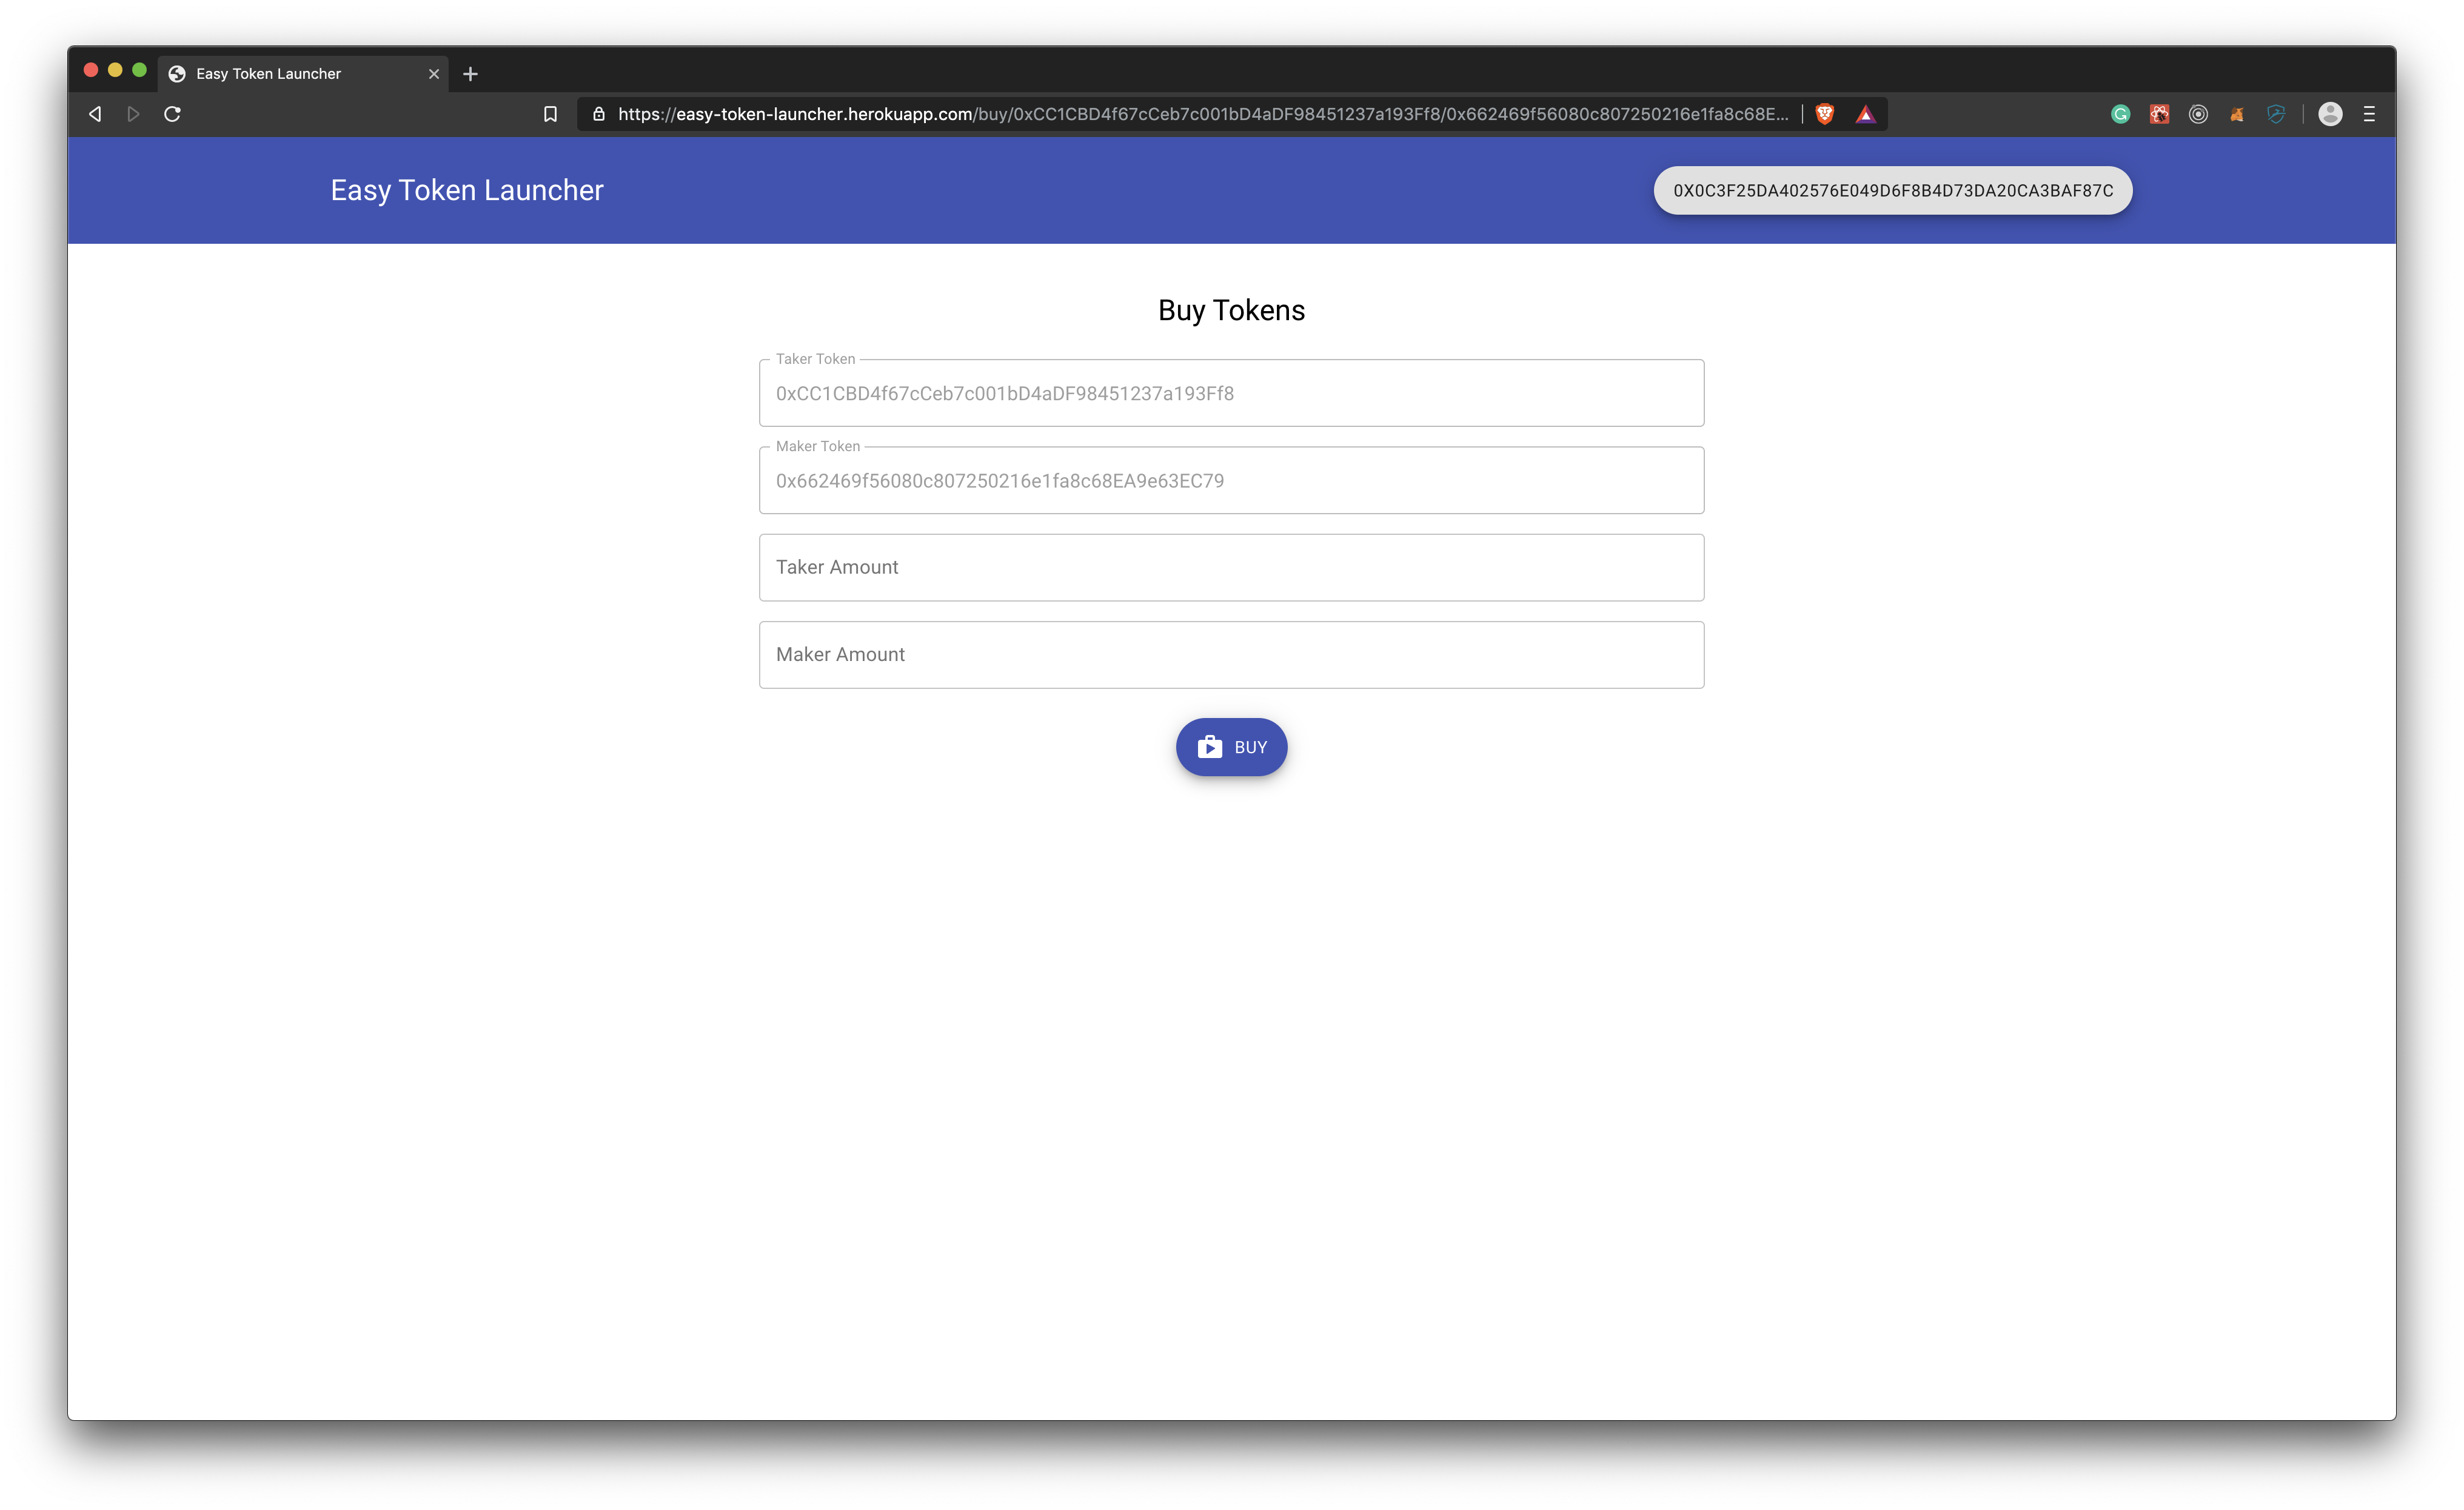 Easy Token Launcher
https://easy-token-launcher.herokuapp.com/buy/0xCC1CBD4f67cCeb7c001bD4aDF98451237a193Ff8/0x662469f56080c807250216e1fa8c68E...
Easy Token Launcher
0X0C3F25DA402576E049D6F8B4D73DA20CA3BAF87C
Buy Tokens
Taker Token
0xCC1CBD4f67cCeb7c001bD4aDF98451237a193Ff8
Maker Token
0x662469f56080c807250216e1fa8c68EA9e63EC79
Taker Amount
Maker Amount
BUY